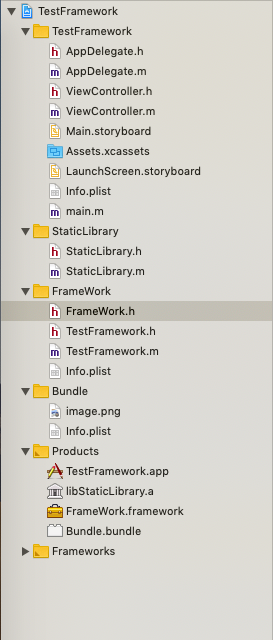 TestFramework
TestFramework
AppDelegate.h
AppDelegate.m
ViewController.h
ViewController.m
Main.storyboard
Assets.xcassets
LaunchScreen.storyboard
Info.plist
main.m
StaticLibrary
StaticLibrary.h
StaticLibrary.m
FrameWork
FrameWork.h
TestFramework.h
TestFramework.m
Info.plist
Bundle
image.png
Info.plist
Products
TestFramework.app
libStaticLibrary.a
FrameWork.framework
Bundle.bundle
Frameworks